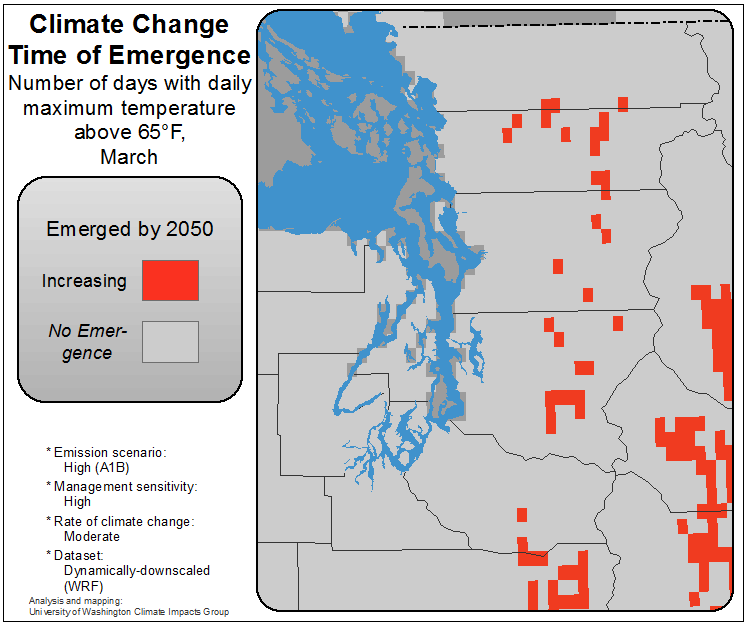 Climate Change
Time of Emergence
Number of days with daily
maximum temperature
above 65°F,
March
Emerged by 2050
Increasing
No Emer-
gence
* Emission scenario:
High (A1B)
* Management sensitivity:
High
* Rate of climate change:
Moderate
* Dataset:
Dynamically-downscaled
(WRF)
Analysis and mapping:
University of Washington Climate Impacts Group